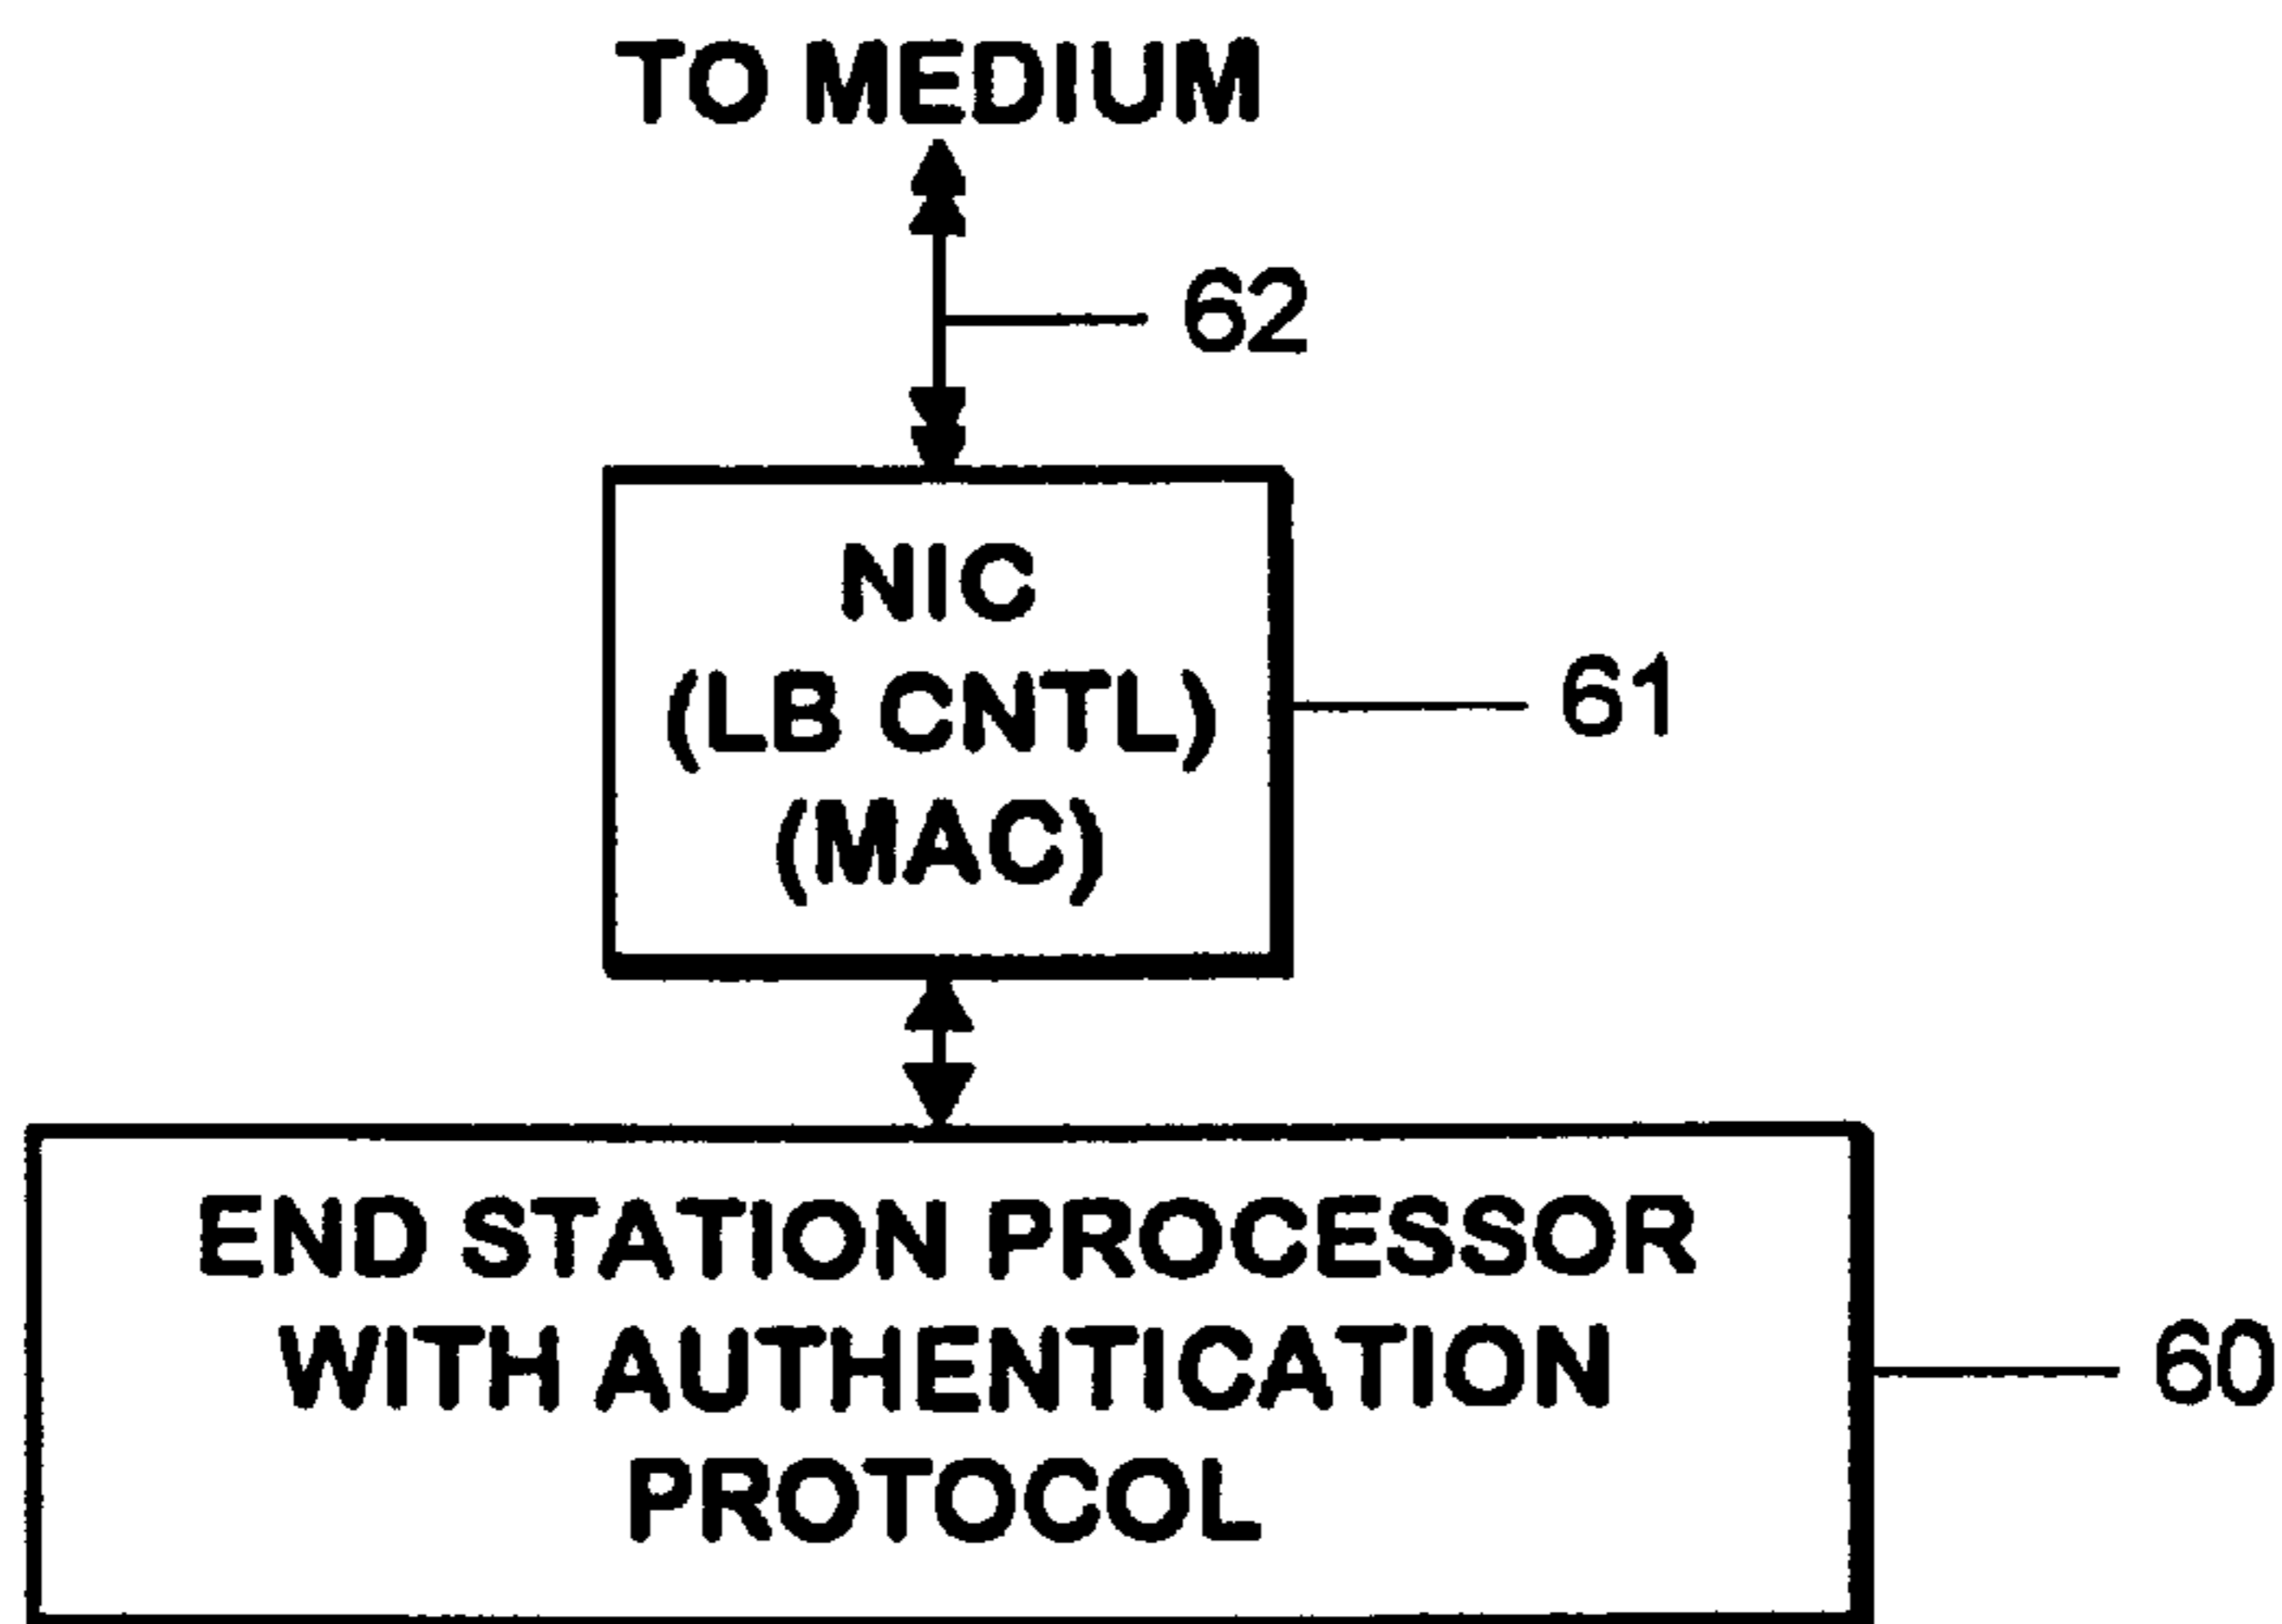 TO MEDIUM
62
NIC
(LB CNTL)
(MAC)
61
END STATION PROCESSOR
WITH AUTHENTICATION
PROTOCOL
60